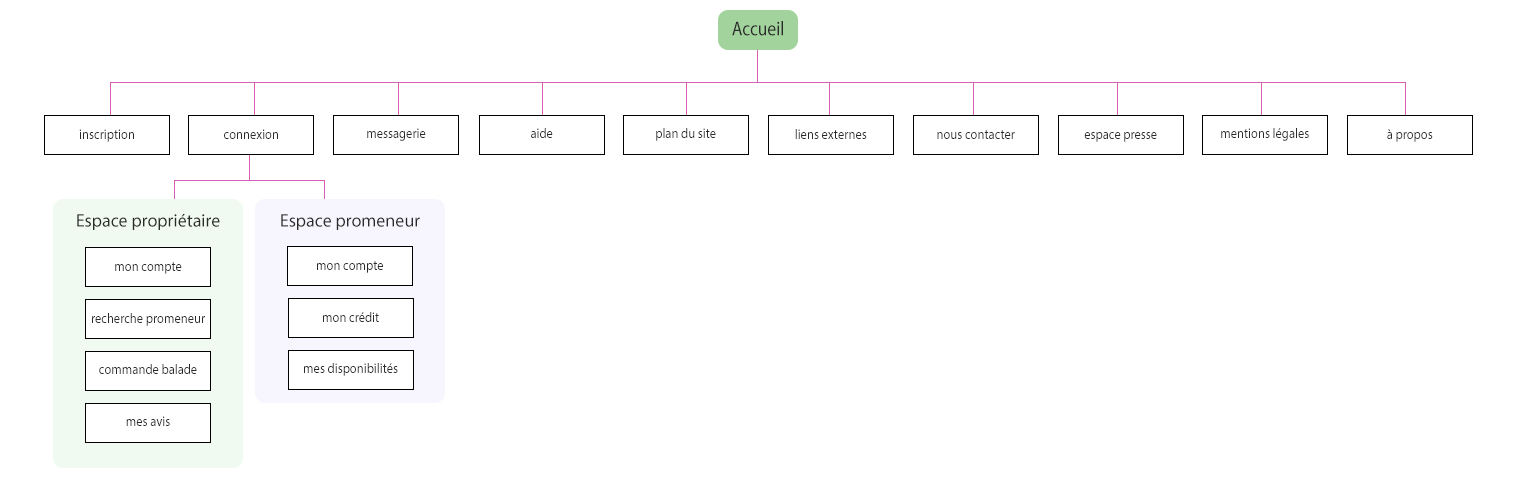 Accueil
inscription
connexion
messagerie
aide
plan du site
liens externes
nous contacter
espace presse
mentions légales
à propos
Espace propriétaire
mon compte
recherche promeneur
commande balade
mes avis
Espace promeneur
mon compte
mon crédit
mes disponibilités